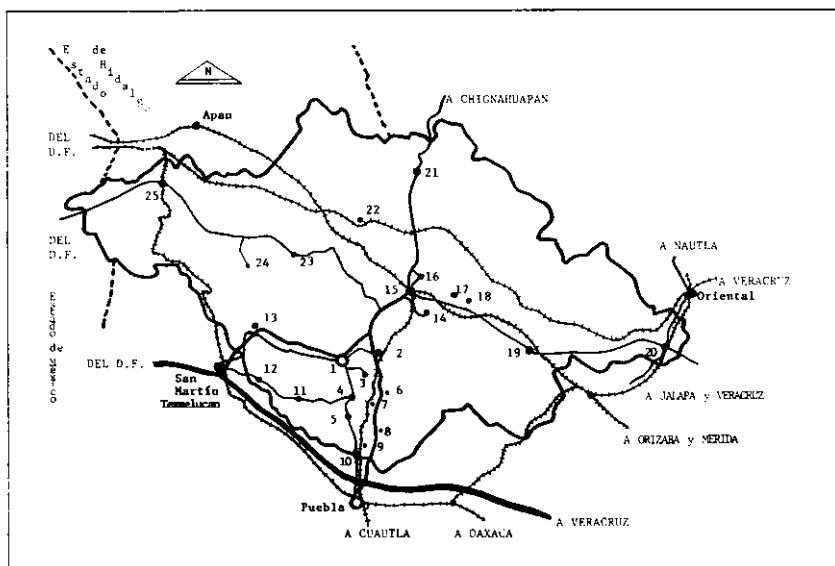 E de
stado Hidalgo
N
Apan
A CHIGNAHUAPAN
DEL
D.F.
21
25
22
A NAUTLA
DEL
D.F.
24
23
16
A VERACRUZ
15
17
18
Oriental
14
Estado de México
13
DEL D.F.
1
2
19
20
San
Martín
Texmelucan
12
3
11
4
6
7
A JALAPA y VERACRUZ
5
8
9
A ORIZABA y MERIDA
10
Puebla
A VERACRUZ
A CUAUTLA
A OAXACA